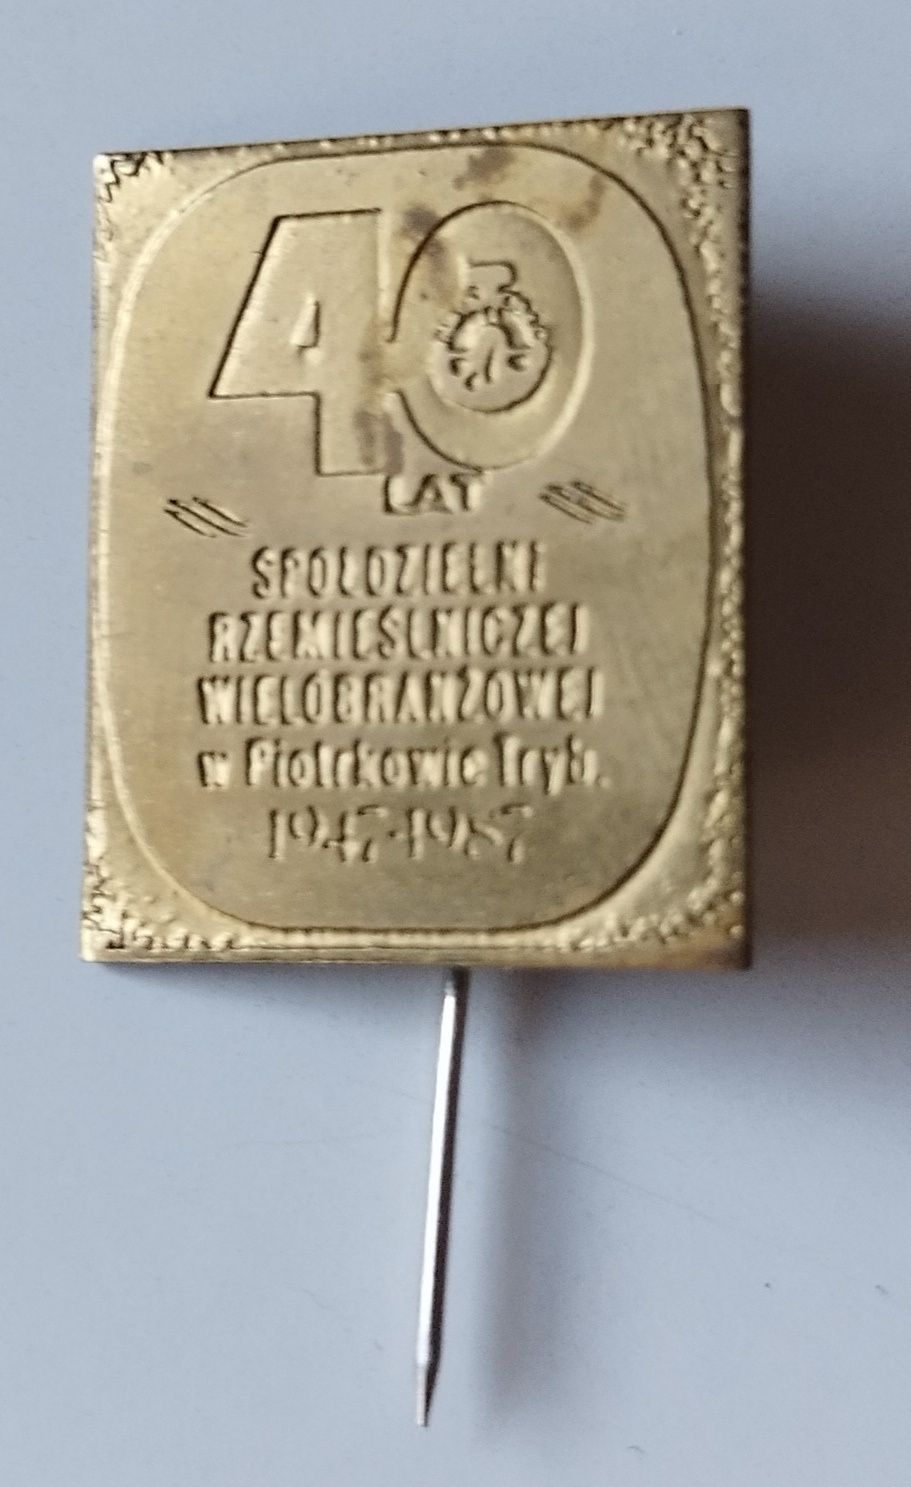 40
LAT
SPÓŁDZIELNI
RZEMIEŚLNICZEJ
WIELOBRANŻOWEJ
w Piotrkowie Tryb.
1947-1987